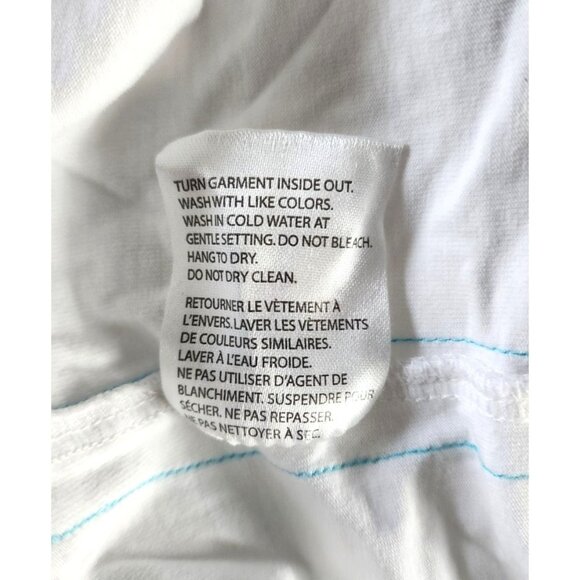 TURN GARMENT INSIDE OUT.
WASH WITH LIKE COLORS.
WASH IN COLD WATER AT
GENTLE SETTING. DO NOT BLEACH.
HANG TO DRY.
DO NOT DRY CLEAN.
RETOURNER LE VÈTEMENT À
L'ENVERS. LAVER LES VÈTEMENTS
DE COULEURS SIMILAIRES.
LAVER À L'EAU FROIDE.
NE PAS UTILISER D'AGENT DE
BLANCHIMENT. SUSPENDRE POUR
SÉCHER. NE PAS REPASSER.
NE PAS NETTOYER À SEC.